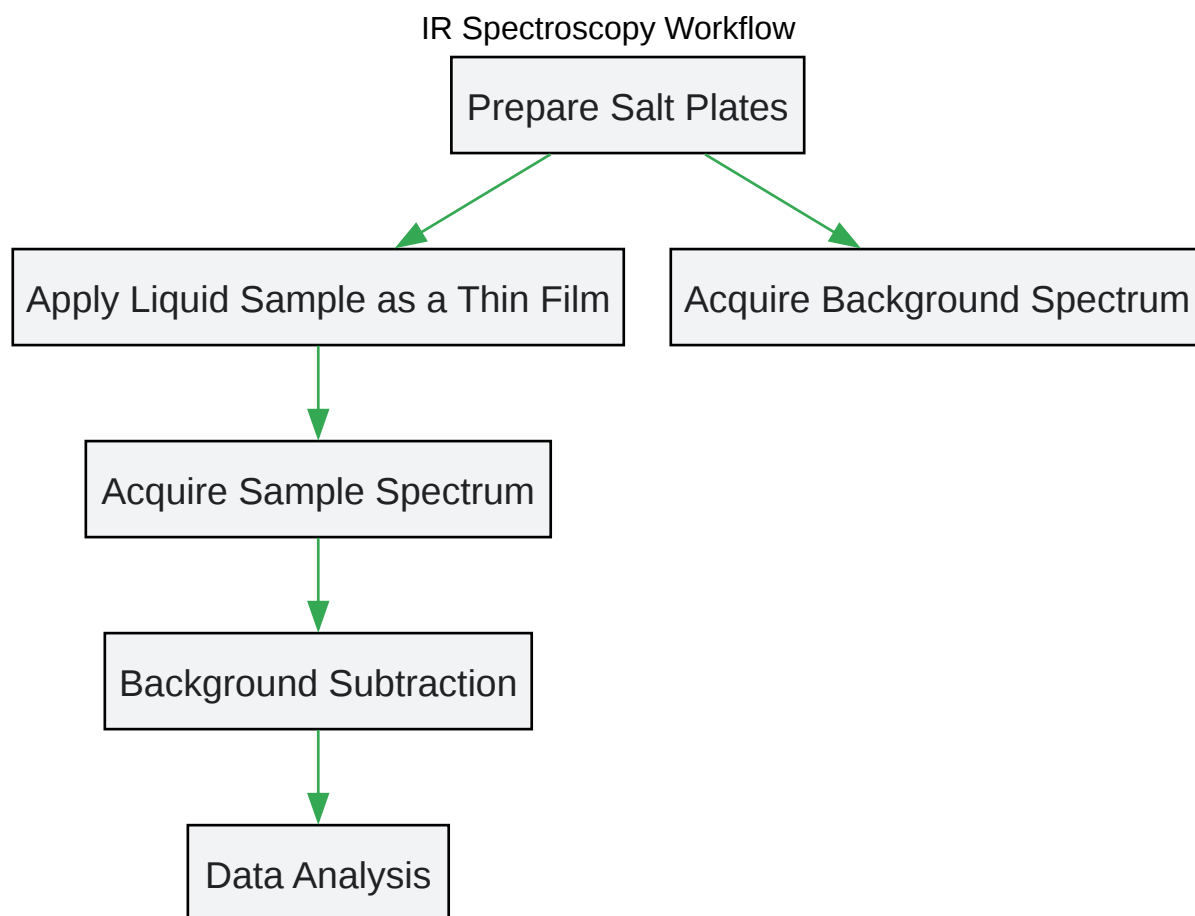 IR Spectroscopy Workflow
Prepare Salt Plates
Apply Liquid Sample as a Thin Film
Acquire Background Spectrum
Acquire Sample Spectrum
Background Subtraction
Data Analysis